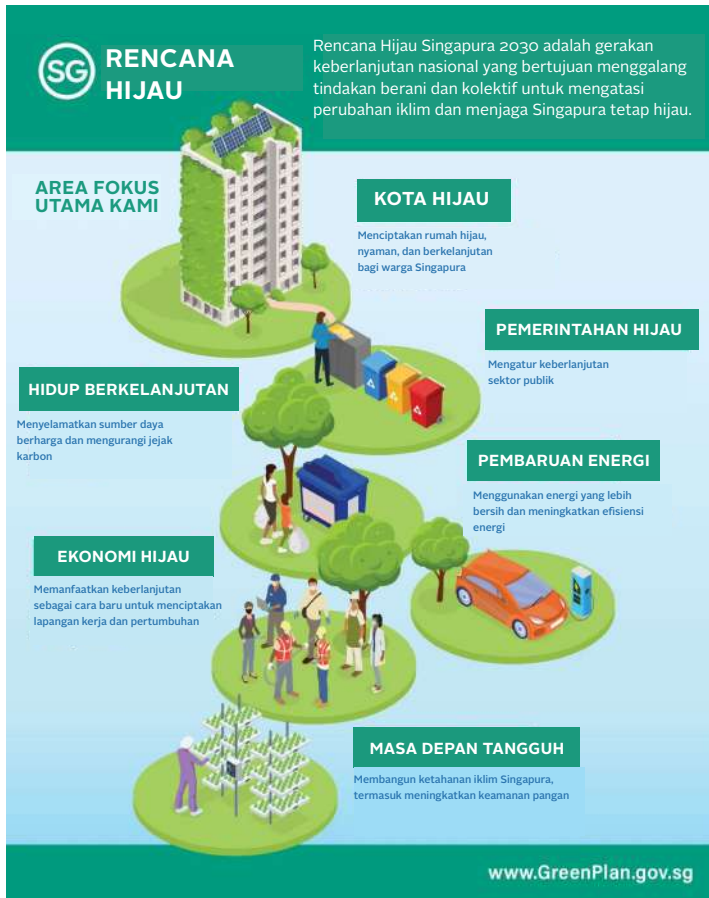 SG
RENCANA
HIJAU
Rencana Hijau Singapura 2030 adalah gerakan
keberlanjutan nasional yang bertujuan menggalang
tindakan berani dan kolektif untuk mengatasi
perubahan iklim dan menjaga Singapura tetap hijau.
AREA FOKUS
UTAMA KAMI
KOTA HIJAU
Menciptakan rumah hijau,
nyaman, dan berkelanjutan
bagi warga Singapura
PEMERINTAHAN HIJAU
Mengatur keberlanjutan
sektor publik
HIDUP BERKELANJUTAN
Menyelamatkan sumber daya
berharga dan mengurangi jejak
karbon
PEMBARUAN ENERGI
Menggunakan energi yang lebih
bersih dan meningkatkan efisiensi
energi
EKONOMI HIJAU
Memanfaatkan keberlanjutan
sebagai cara baru untuk menciptakan
lapangan kerja dan pertumbuhan
MASA DEPAN TANGGUH
Membangun ketahanan iklim Singapura,
termasuk meningkatkan keamanan pangan
www.GreenPlan.gov.sg